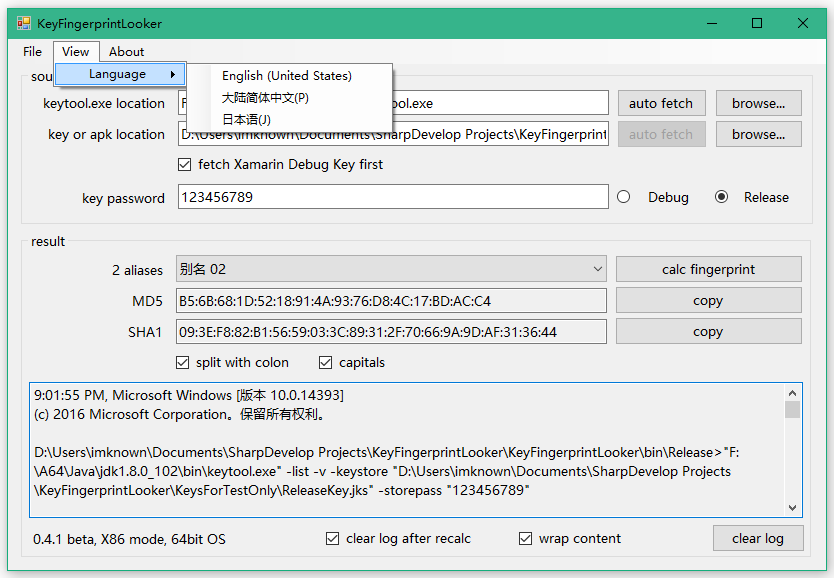 KeyFingerprintLooker
File View About
Language
English (United States)
大陆简体中文(P)
日本语(J)
sou
keytool.exe location F ool.exe auto fetch browse...
key or apk location D:\Users\imknown\Documents\SharpDevelop Projects\KeyFingerprint auto fetch browse...
fetch Xamarin Debug Key first
key password 123456789 Debug Release
result
2 aliases 别名 02 calc fingerprint
MD5 B5:6B:68:1D:52:18:91:4A:93:76:D8:4C:17:BD:AC:C4 copy
SHA1 09:3E:F8:82:B1:56:59:03:3C:89:31:2F:70:66:9A:9D:AF:31:36:44 copy
split with colon capitals
9:01:55 PM, Microsoft Windows [版本 10.0.14393]
(c) 2016 Microsoft Corporation。保留所有权利。
D:\Users\imknown\Documents\SharpDevelop Projects\KeyFingerprintLooker\KeyFingerprintLooker\bin\Release>"F:
\A64\Java\jdk1.8.0_102\bin\keytool.exe" -list -v -keystore "D:\Users\imknown\Documents\SharpDevelop Projects
\KeyFingerprintLooker\KeysForTestOnly\ReleaseKey.jks" -storepass "123456789"
0.4.1 beta, X86 mode, 64bit OS clear log after recalc wrap content clear log